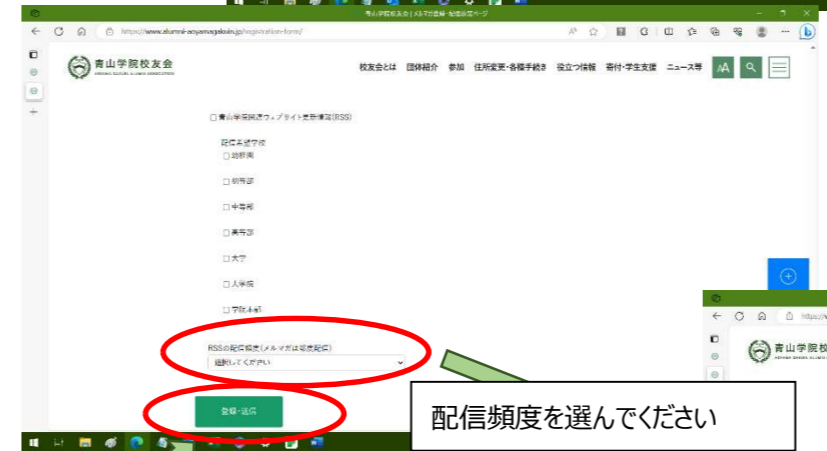 青山学院校友会 | メルマガ登録・配信設定ページ
https://www.alumni-aoyamagakuin.jp/registration-form/
青山学院校友会
AOYAMA GAKUIN ALUMNI ASSOCIATION
校友会とは 団体紹介 参加 住所変更・各種手続き 役立つ情報 寄付・学生支援 ニュース等 AA
青山学院関連ウェブサイト更新情報(RSS)
配信希望学校
幼稚園
初等部
中等部
高等部
大学
大学院
学院本部
https://w
青山学院校
RSSの配信頻度(メルマガは都度配信)
選択してください
登録・送信
配信頻度を選んでください